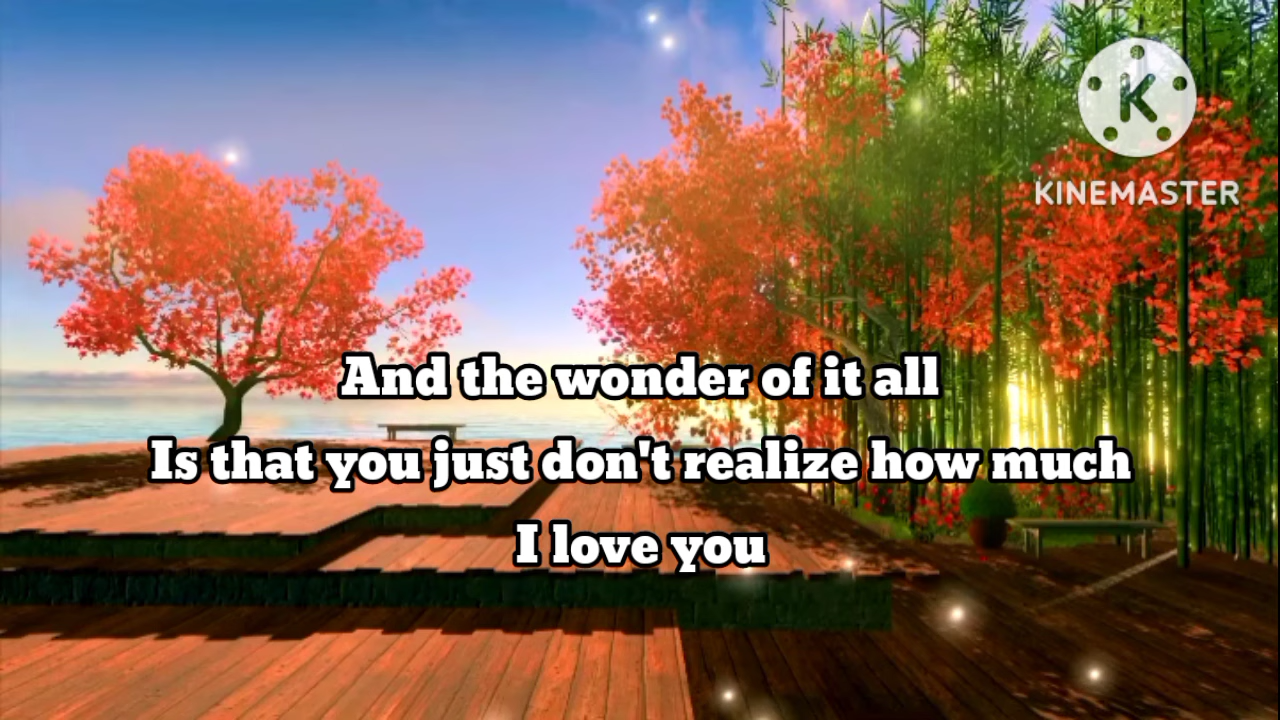 K
KINEMASTER
And the wonder of it all
Is that you just don't realize how much
I love you